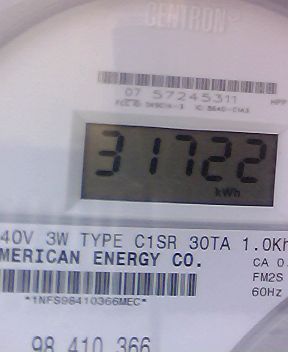 CENTRON®
07 57245311
31722
kWh
40V 3W TYPE C1SR 30TA 1.0Kh
MERICAN ENERGY CO.
CA 0.
FM2S
60Hz
*1NFS98410366MEC*
98 410 366